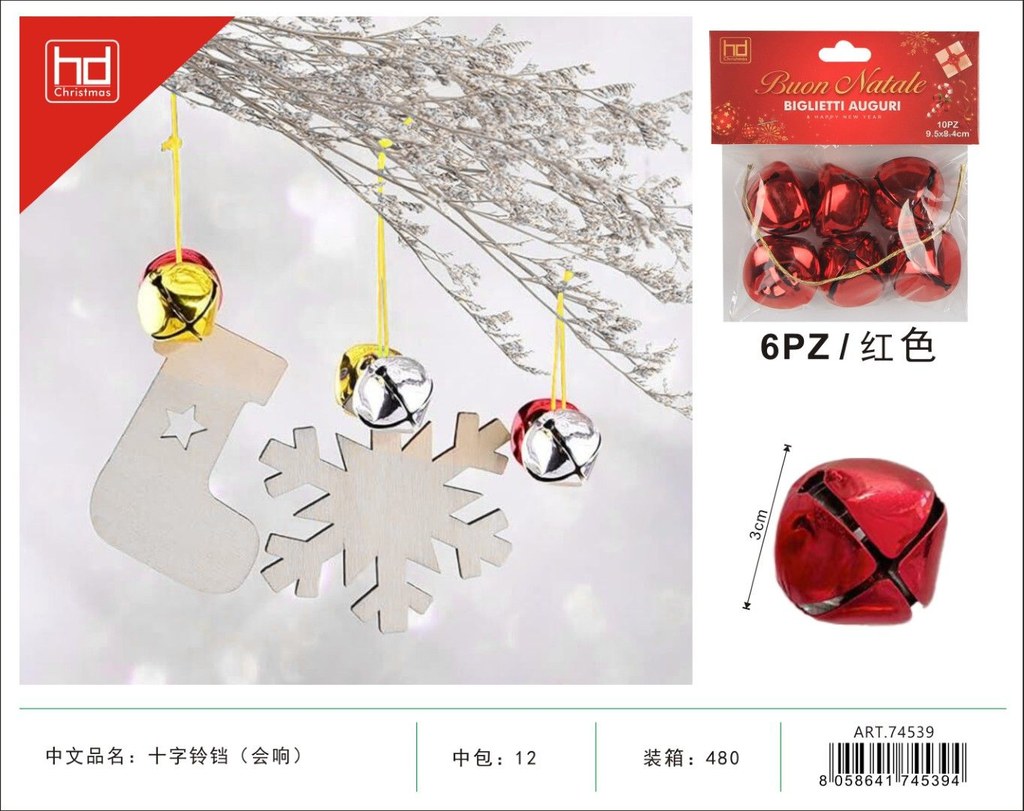 hd
Christmas
hd
Christmas
Buon Natale
BIGLIETTI AUGURI
& HAPPY NEW YEAR
10PZ
9.5x8.4cm
6PZ / 红色
3cm
中文品名：十字铃铛（会响）
中包：12
装箱：480
ART.74539
8 058641 745394